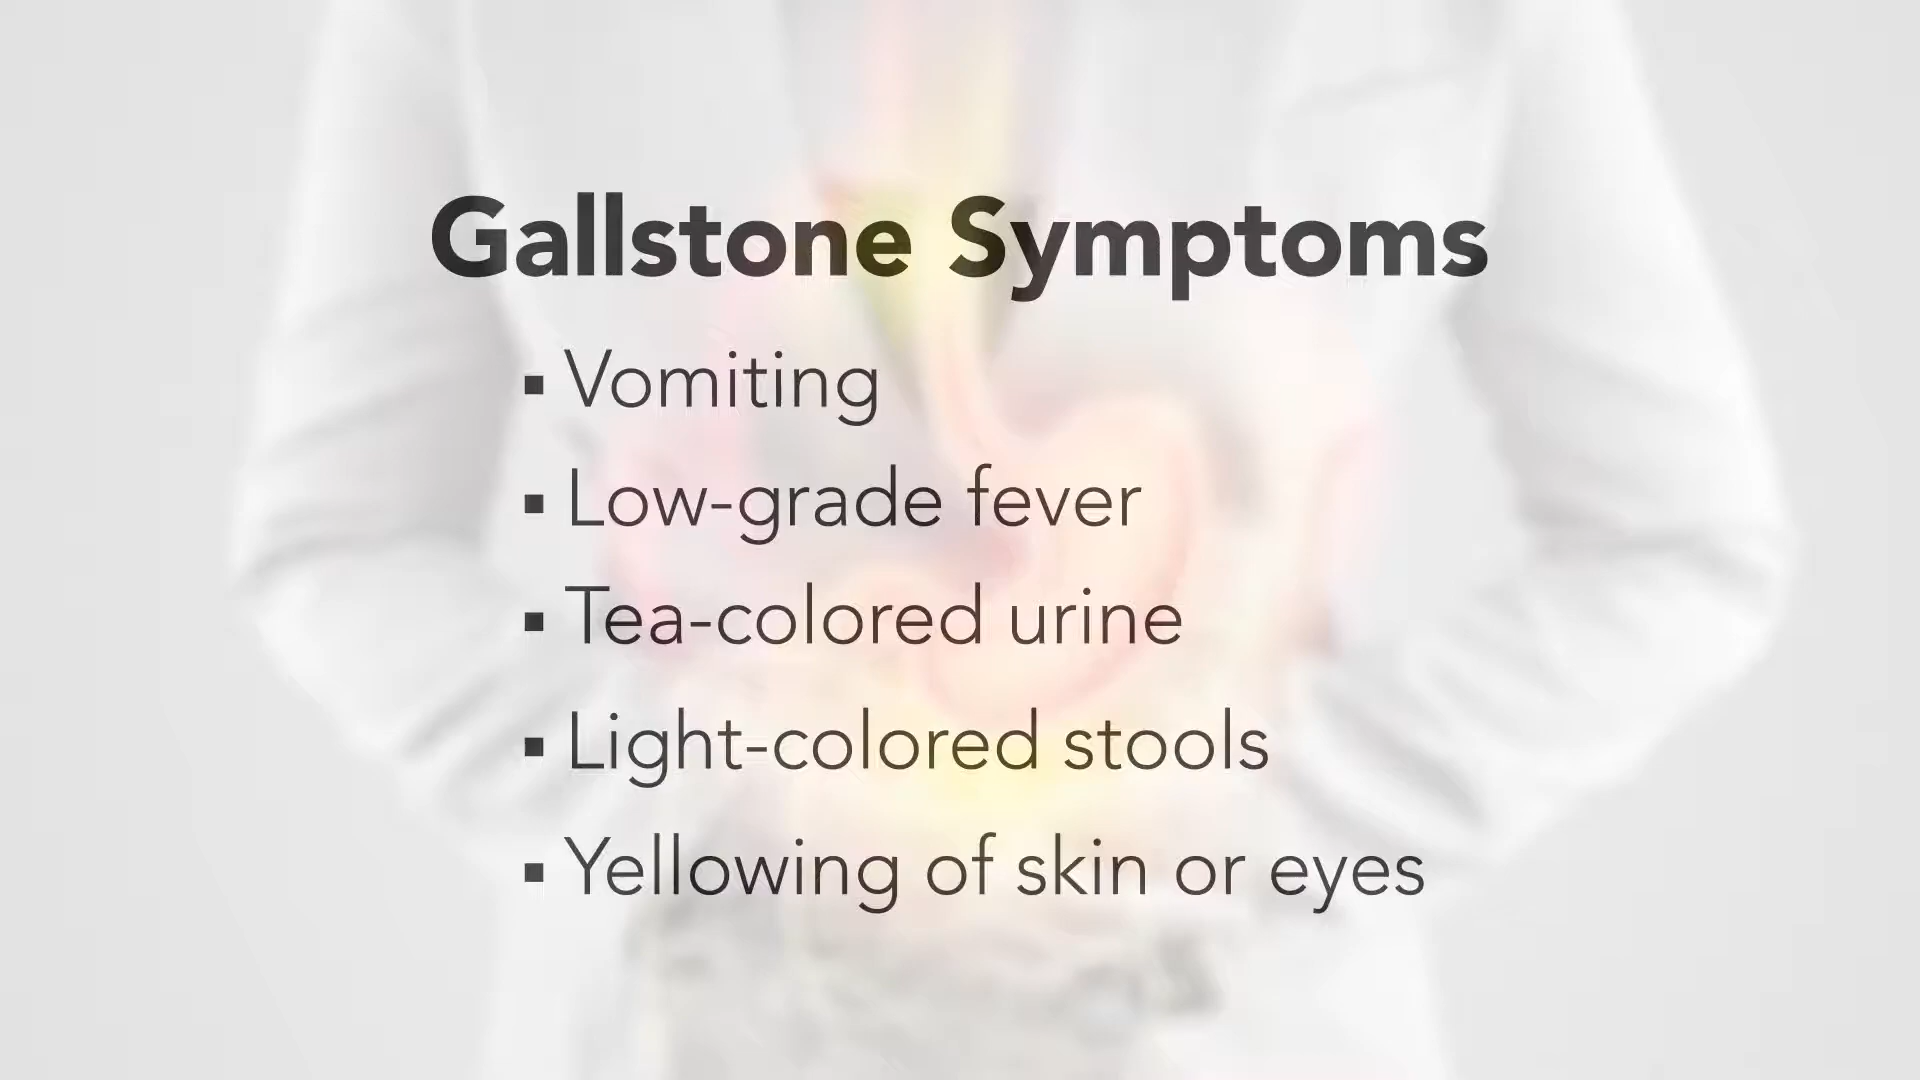 Gallstone Symptoms
▪ Vomiting
▪ Low-grade fever
▪ Tea-colored urine
▪ Light-colored stools
▪ Yellowing of skin or eyes